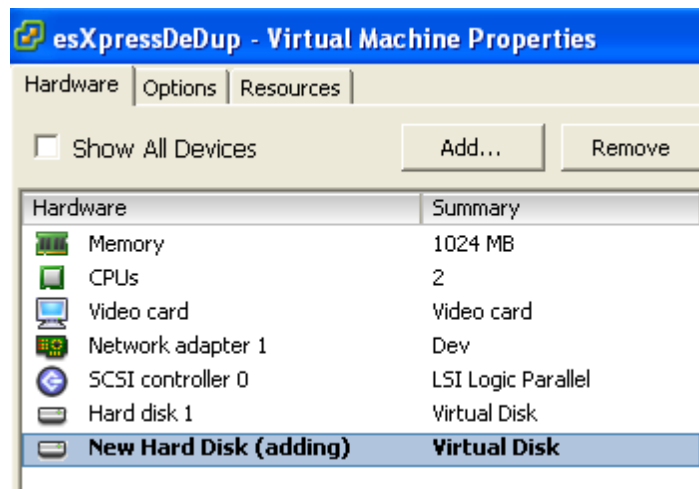 esXpressDeDup - Virtual Machine Properties
Hardware Options Resources
Show All Devices Add... Remove
Hardware Summary
Memory 1024 MB
CPUs 2
Video card Video card
Network adapter 1 Dev
SCSI controller 0 LSI Logic Parallel
Hard disk 1 Virtual Disk
New Hard Disk (adding) Virtual Disk